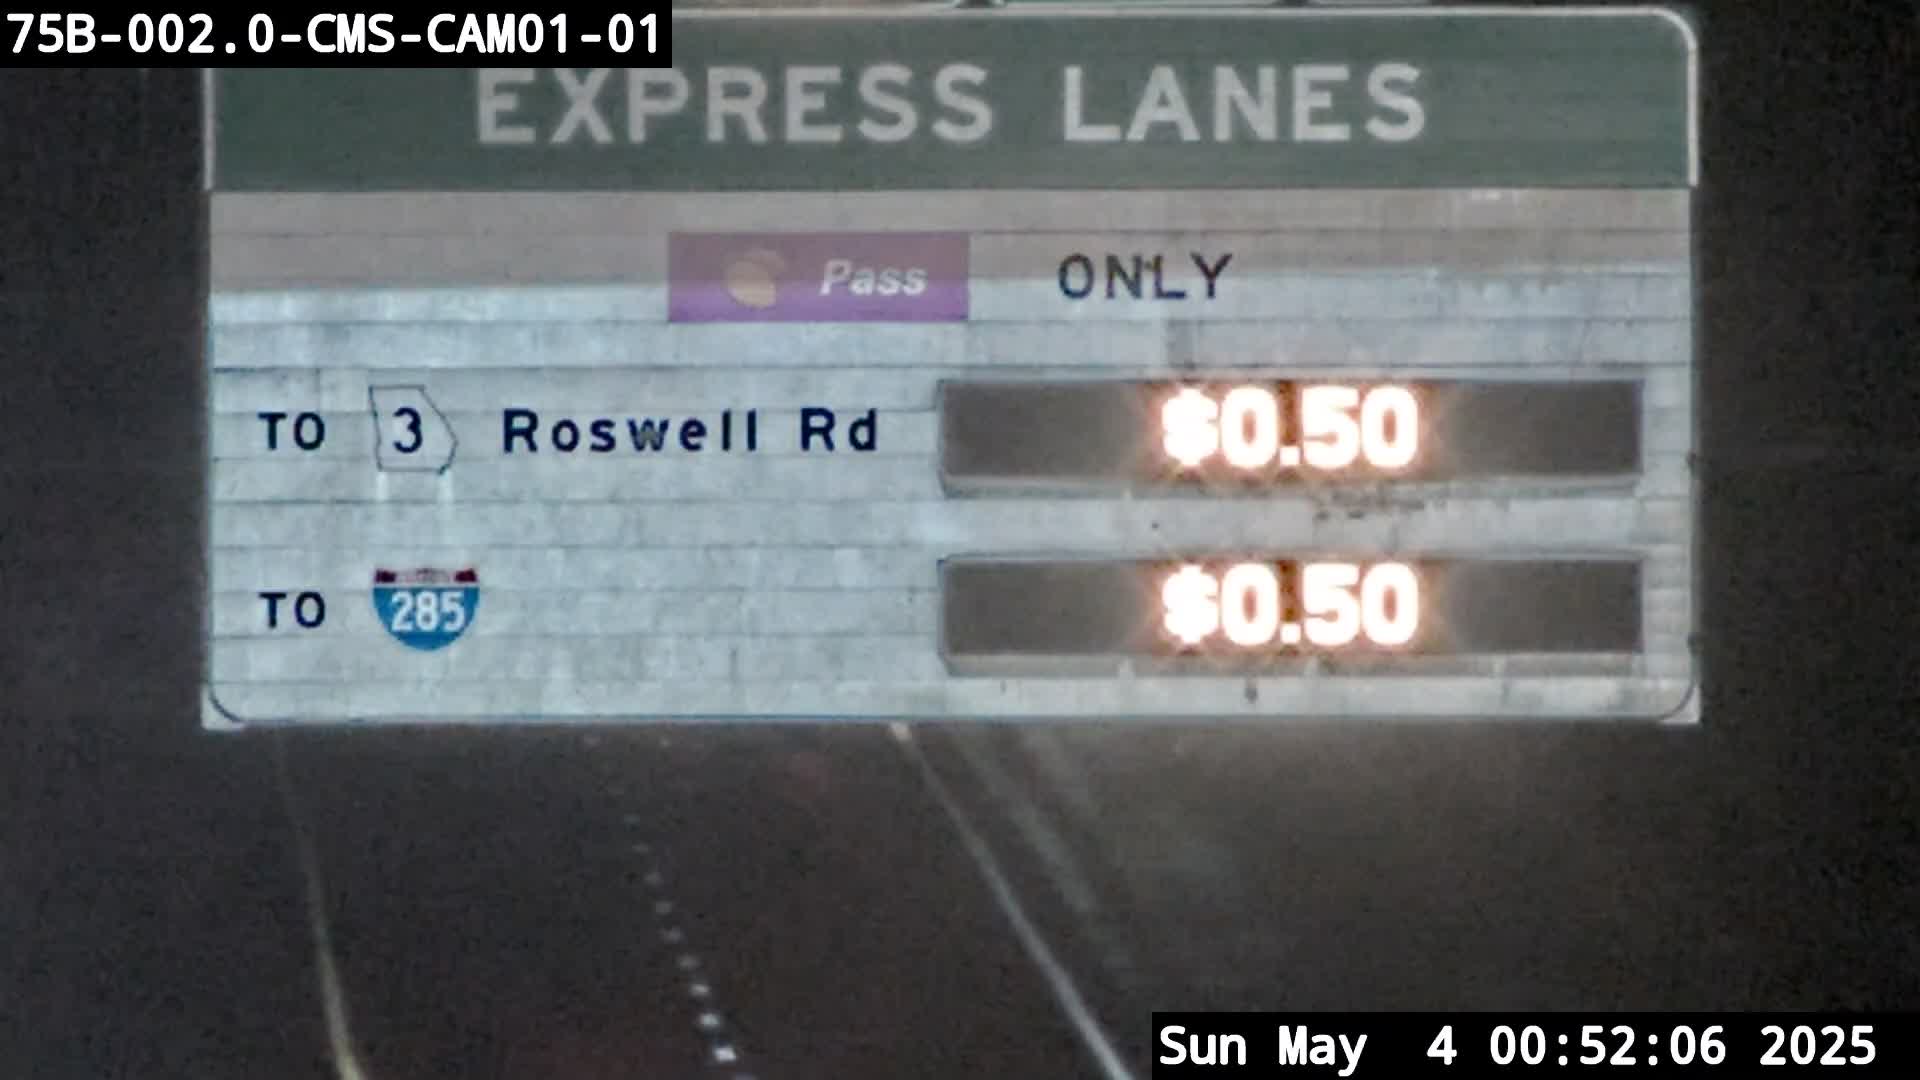 75B-002.0-CMS-CAM01-01
EXPRESS LANES
Pass ONLY
TO 3 Roswell Rd $0.50
TO 285 $0.50
Sun May 4 00:52:06 2025